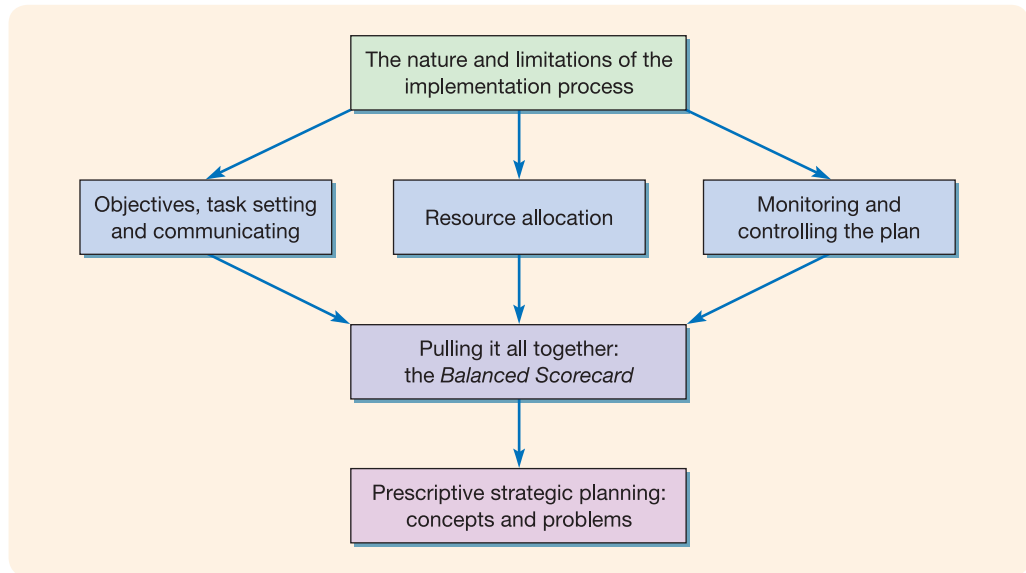 The nature and limitations of the
implementation process
Objectives, task setting
and communicating
Resource allocation
Monitoring and
controlling the plan
Pulling it all together:
the Balanced Scorecard
Prescriptive strategic planning:
concepts and problems